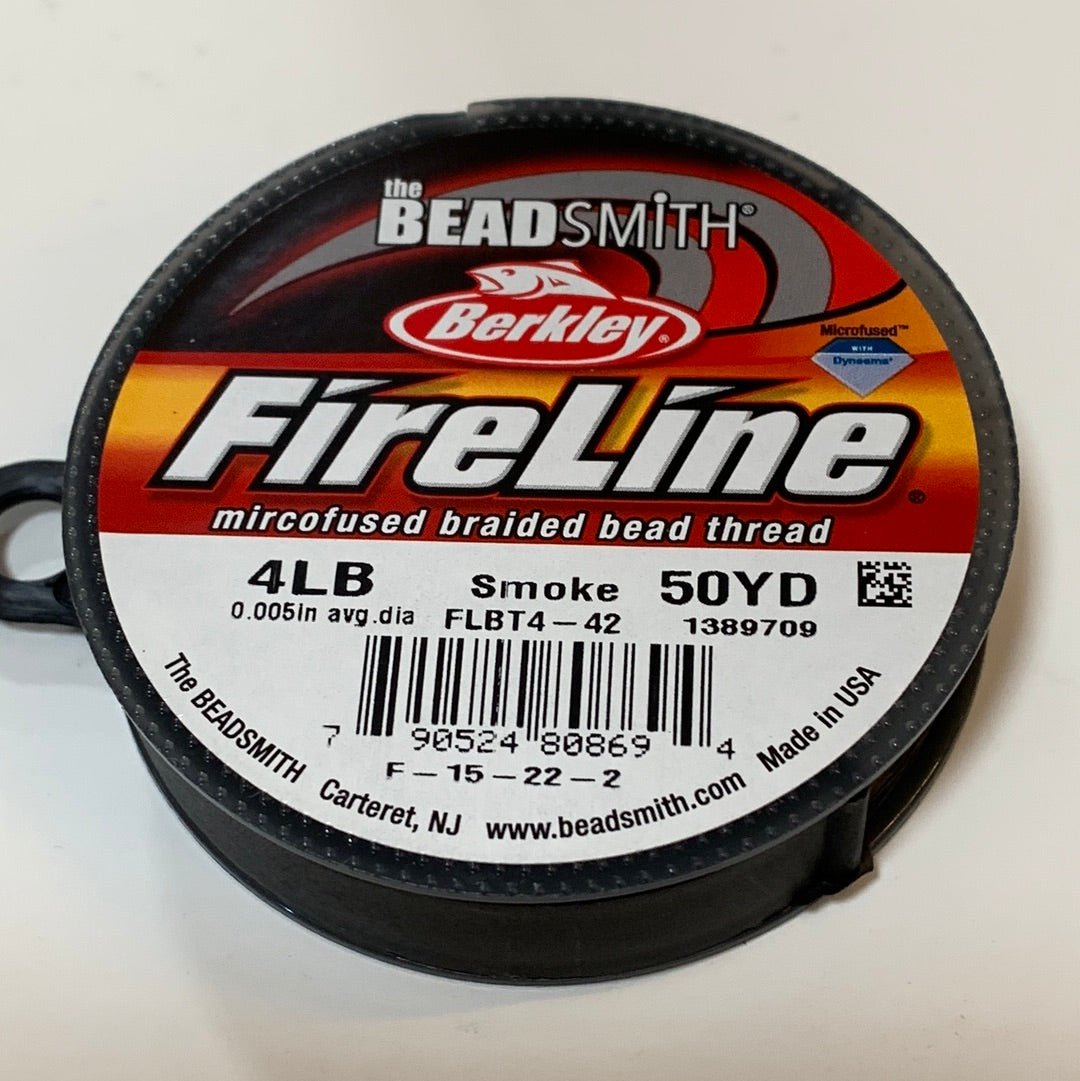 the
BEADSMiTH®
Berkley®
Microfused™
WITH
Dyneema®
FireLine®
mircofused braided bead thread
4LB Smoke 50YD
0.005in avg.dia FLBT4-42 1389709
7 90524 80869 4
F-15-22-2
The BEADSMITH Carteret, NJ www.beadsmith.com Made in USA